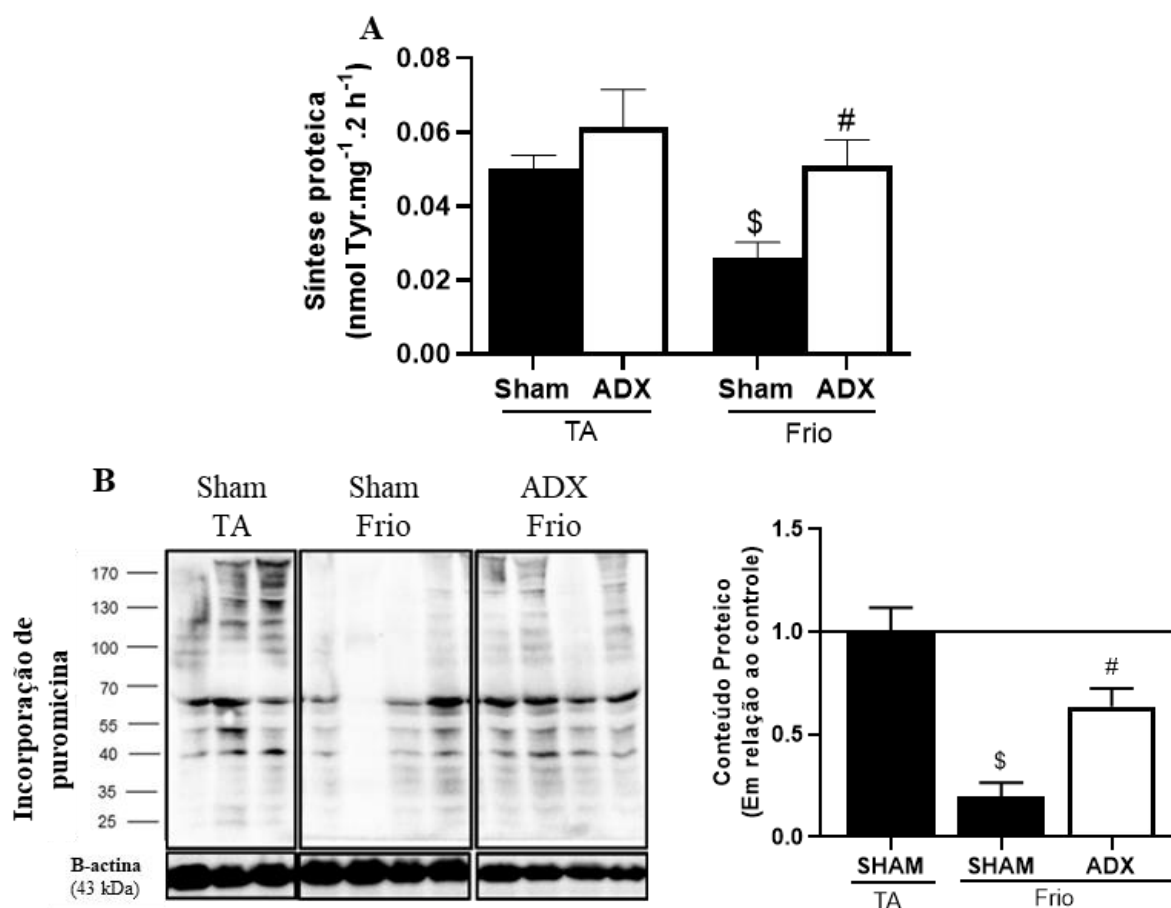 A
Síntese proteica
(nmol Tyr.mg⁻¹.2 h⁻¹)
0.08
0.06
0.04
0.02
0.00
$
#
Sham ADX Sham ADX
TA Frio
B
Sham Sham ADX
TA Frio Frio
Incorporação de
puromicina
170
130
100
70
55
40
35
25
B-actina
(43 kDa)
Conteúdo Proteico
(Em relação ao controle)
1.5
1.0
0.5
0.0
$
#
SHAM SHAM ADX
TA Frio